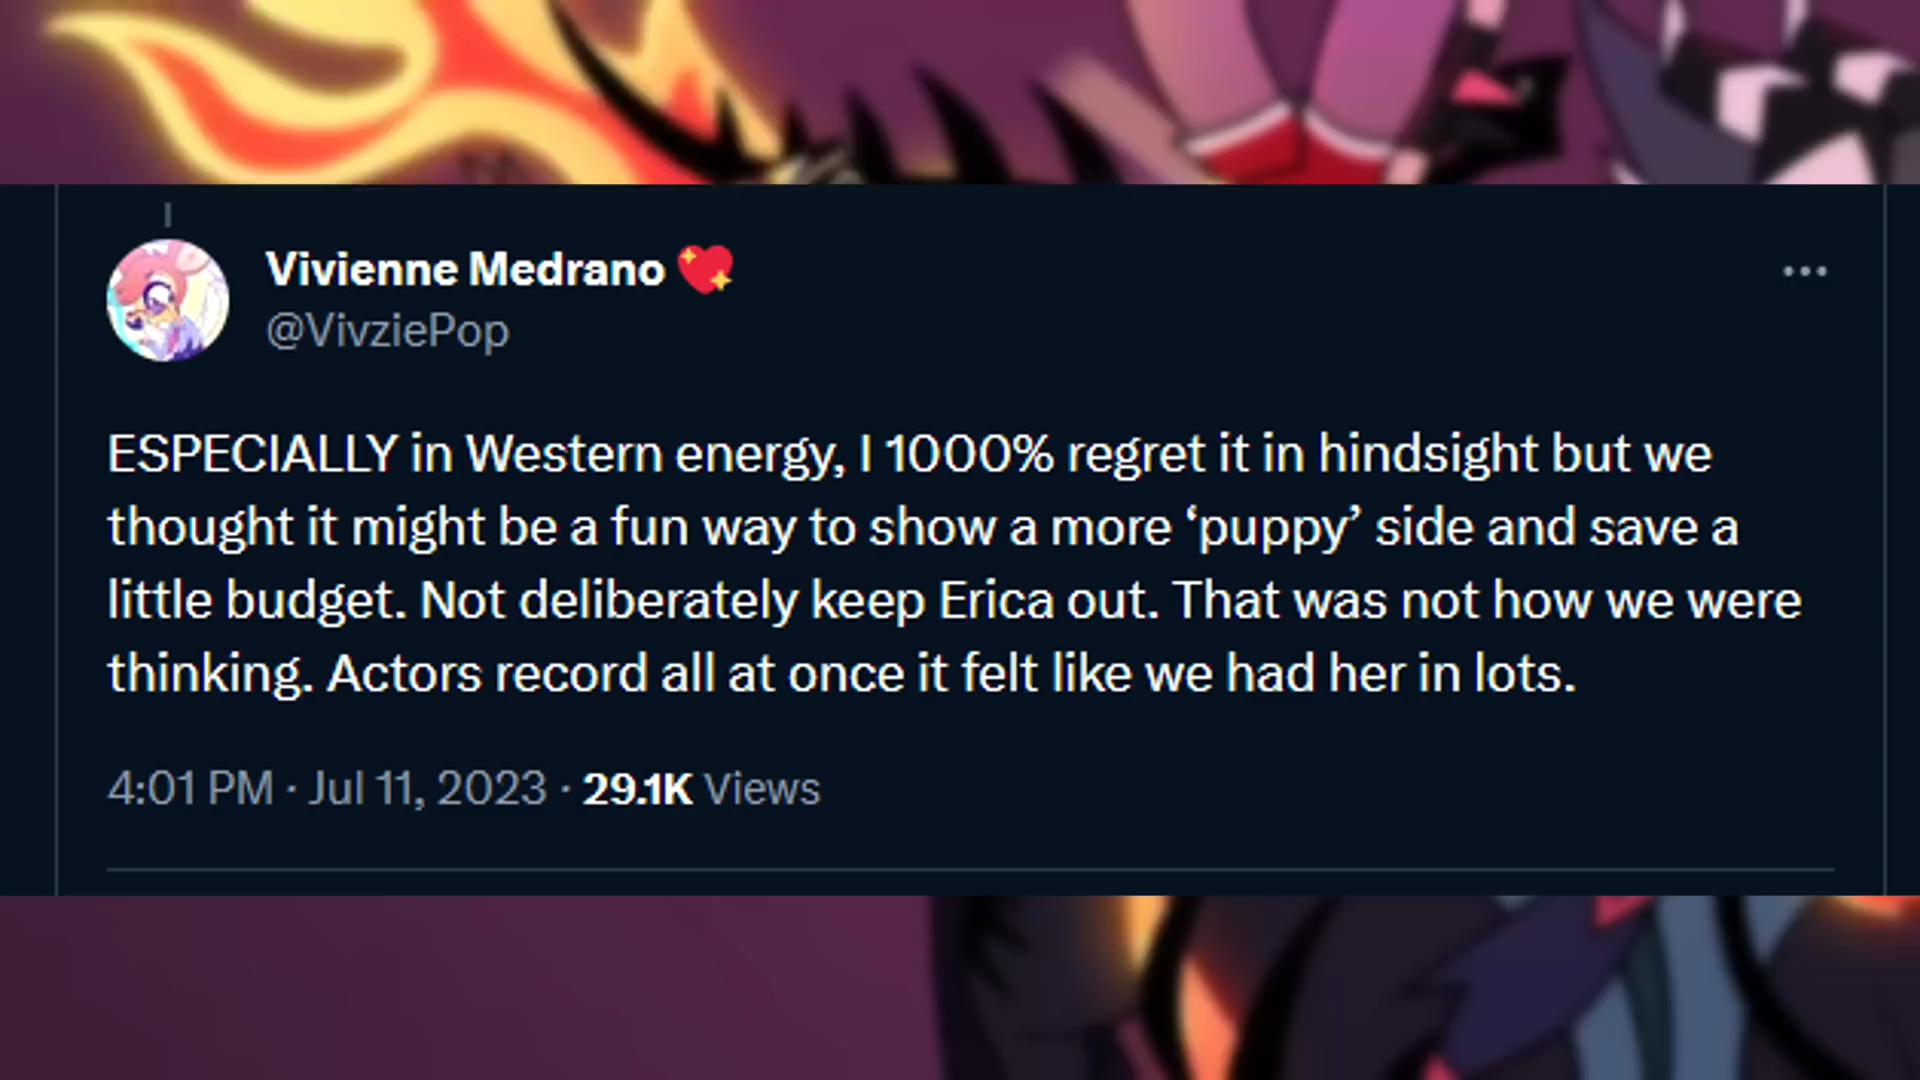 Vivienne Medrano 💖
@VivziePop
ESPECIALLY in Western energy, I 1000% regret it in hindsight but we
thought it might be a fun way to show a more ‘puppy’ side and save a
little budget. Not deliberately keep Erica out. That was not how we were
thinking. Actors record all at once it felt like we had her in lots.
4:01 PM · Jul 11, 2023 · 29.1K Views